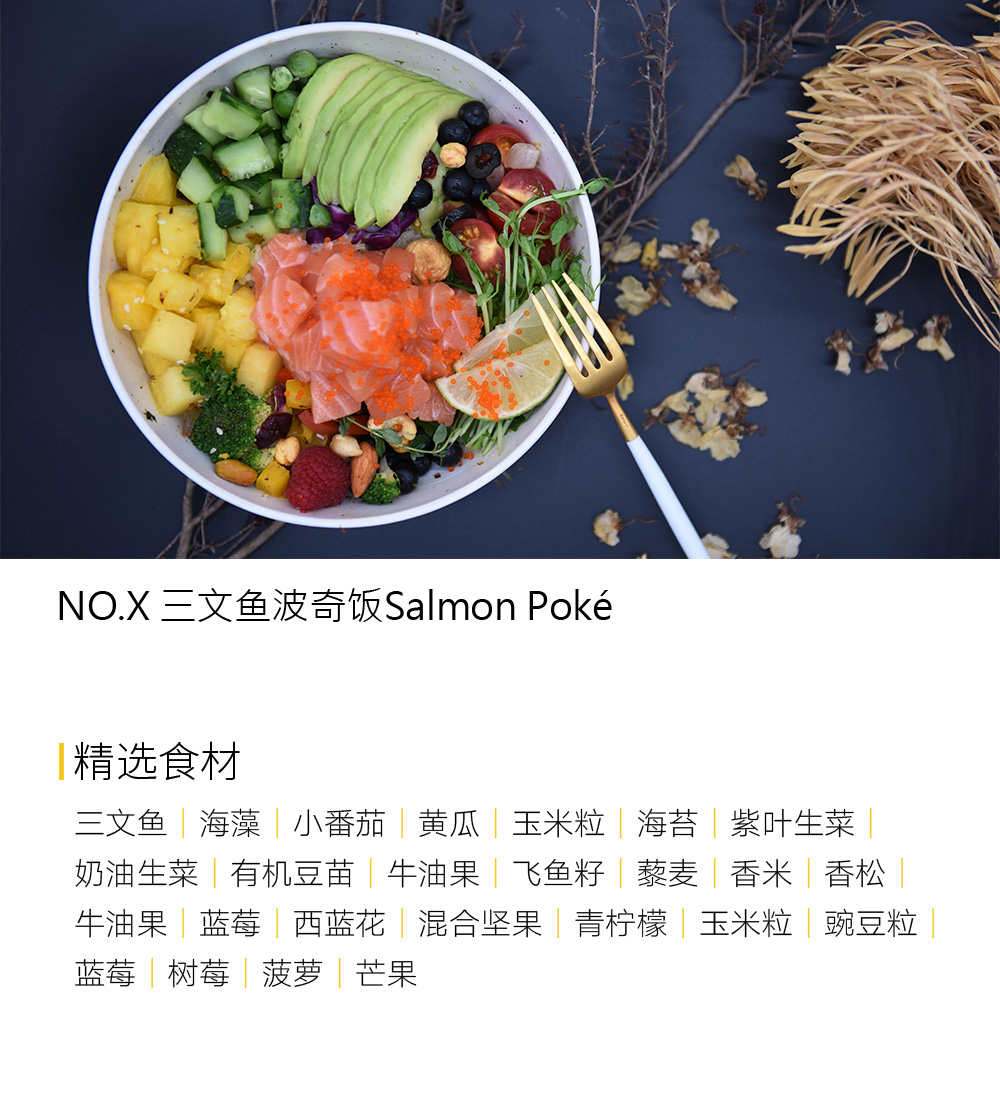 NO.X 三文鱼波奇饭Salmon Poké
精选食材
三文鱼｜海藻｜小番茄｜黄瓜｜玉米粒｜海苔｜紫叶生菜｜
奶油生菜｜有机豆苗｜牛油果｜飞鱼籽｜藜麦｜香米｜香松｜
牛油果｜蓝莓｜西蓝花｜混合坚果｜青柠檬｜玉米粒｜豌豆粒｜
蓝莓｜树莓｜菠萝｜芒果